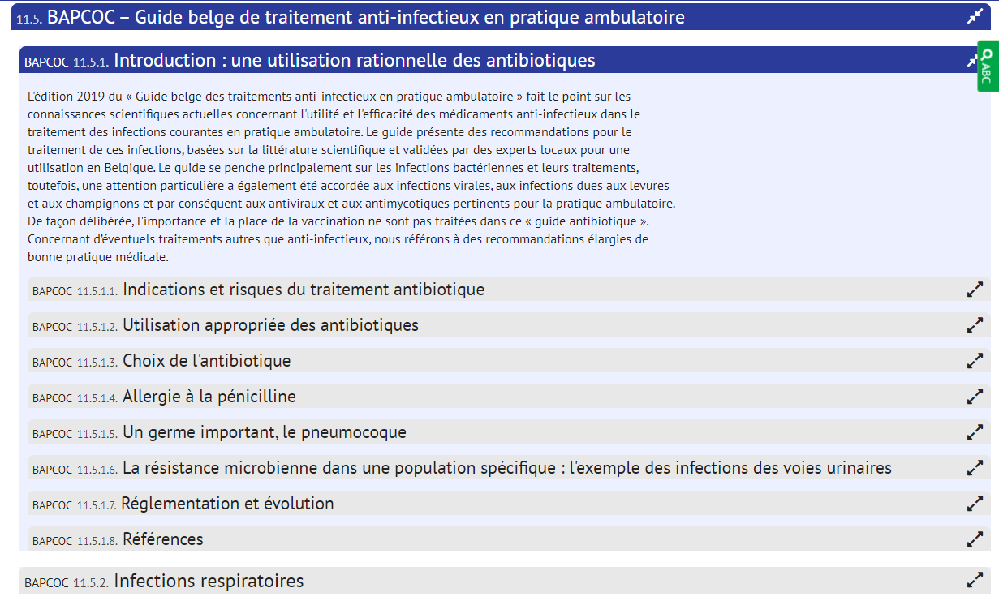 11.5. BAPCOC – Guide belge de traitement anti-infectieux en pratique ambulatoire
BAPCOC 11.5.1. Introduction : une utilisation rationnelle des antibiotiques
ABC
L'édition 2019 du « Guide belge des traitements anti-infectieux en pratique ambulatoire » fait le point sur les
connaissances scientifiques actuelles concernant l'utilité et l'efficacité des médicaments anti-infectieux dans le
traitement des infections courantes en pratique ambulatoire. Le guide présente des recommandations pour le
traitement de ces infections, basées sur la littérature scientifique et validées par des experts locaux pour une
utilisation en Belgique. Le guide se penche principalement sur les infections bactériennes et leurs traitements,
toutefois, une attention particulière a également été accordée aux infections virales, aux infections dues aux levures
et aux champignons et par conséquent aux antiviraux et aux antimycotiques pertinents pour la pratique ambulatoire.
De façon délibérée, l'importance et la place de la vaccination ne sont pas traitées dans ce « guide antibiotique ».
Concernant d’éventuels traitements autres que anti-infectieux, nous référons à des recommandations élargies de
bonne pratique médicale.
BAPCOC 11.5.1.1. Indications et risques du traitement antibiotique
BAPCOC 11.5.1.2. Utilisation appropriée des antibiotiques
BAPCOC 11.5.1.3. Choix de l'antibiotique
BAPCOC 11.5.1.4. Allergie à la pénicilline
BAPCOC 11.5.1.5. Un germe important, le pneumocoque
BAPCOC 11.5.1.6. La résistance microbienne dans une population spécifique : l'exemple des infections des voies urinaires
BAPCOC 11.5.1.7. Réglementation et évolution
BAPCOC 11.5.1.8. Références
BAPCOC 11.5.2. Infections respiratoires